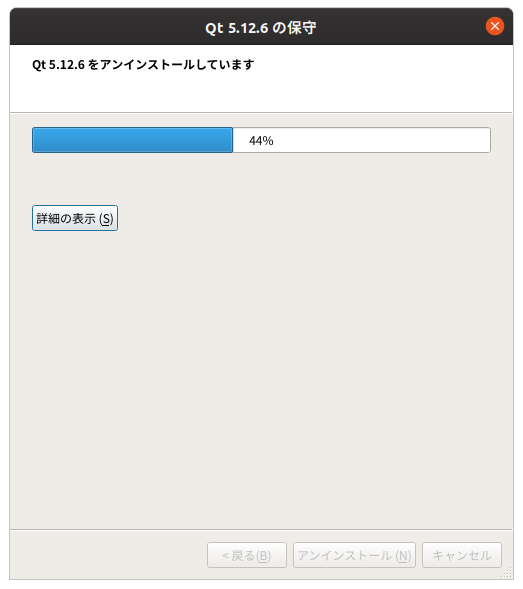 Qt 5.12.6 の保守
Qt 5.12.6 をアンインストールしています
44%
詳細の表示 (S)
< 戻る(B)
アンインストール (N)
キャンセル